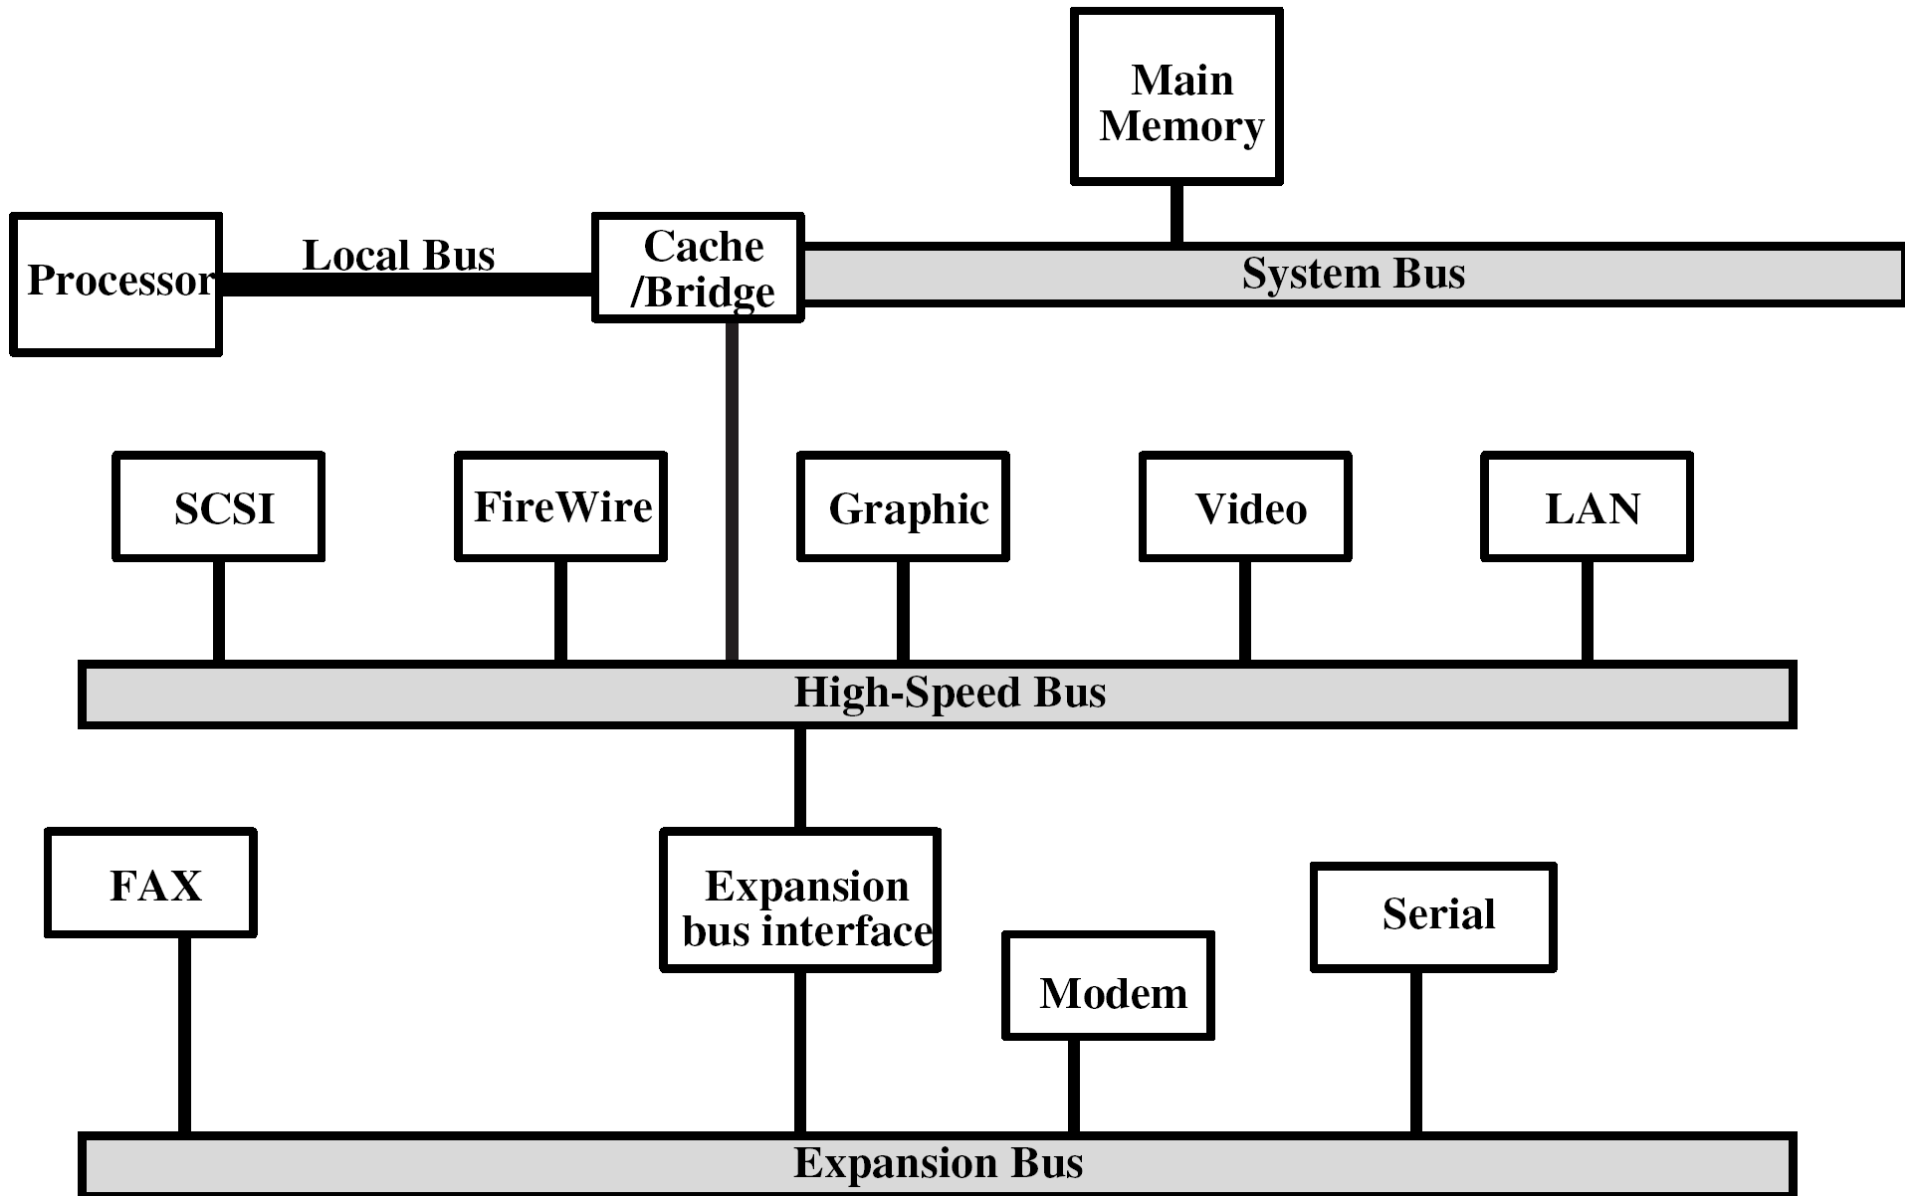 Main
Memory
Processor
Local Bus
Cache
/Bridge
System Bus
SCSI
FireWire
Graphic
Video
LAN
High-Speed Bus
FAX
Expansion
bus interface
Modem
Serial
Expansion Bus